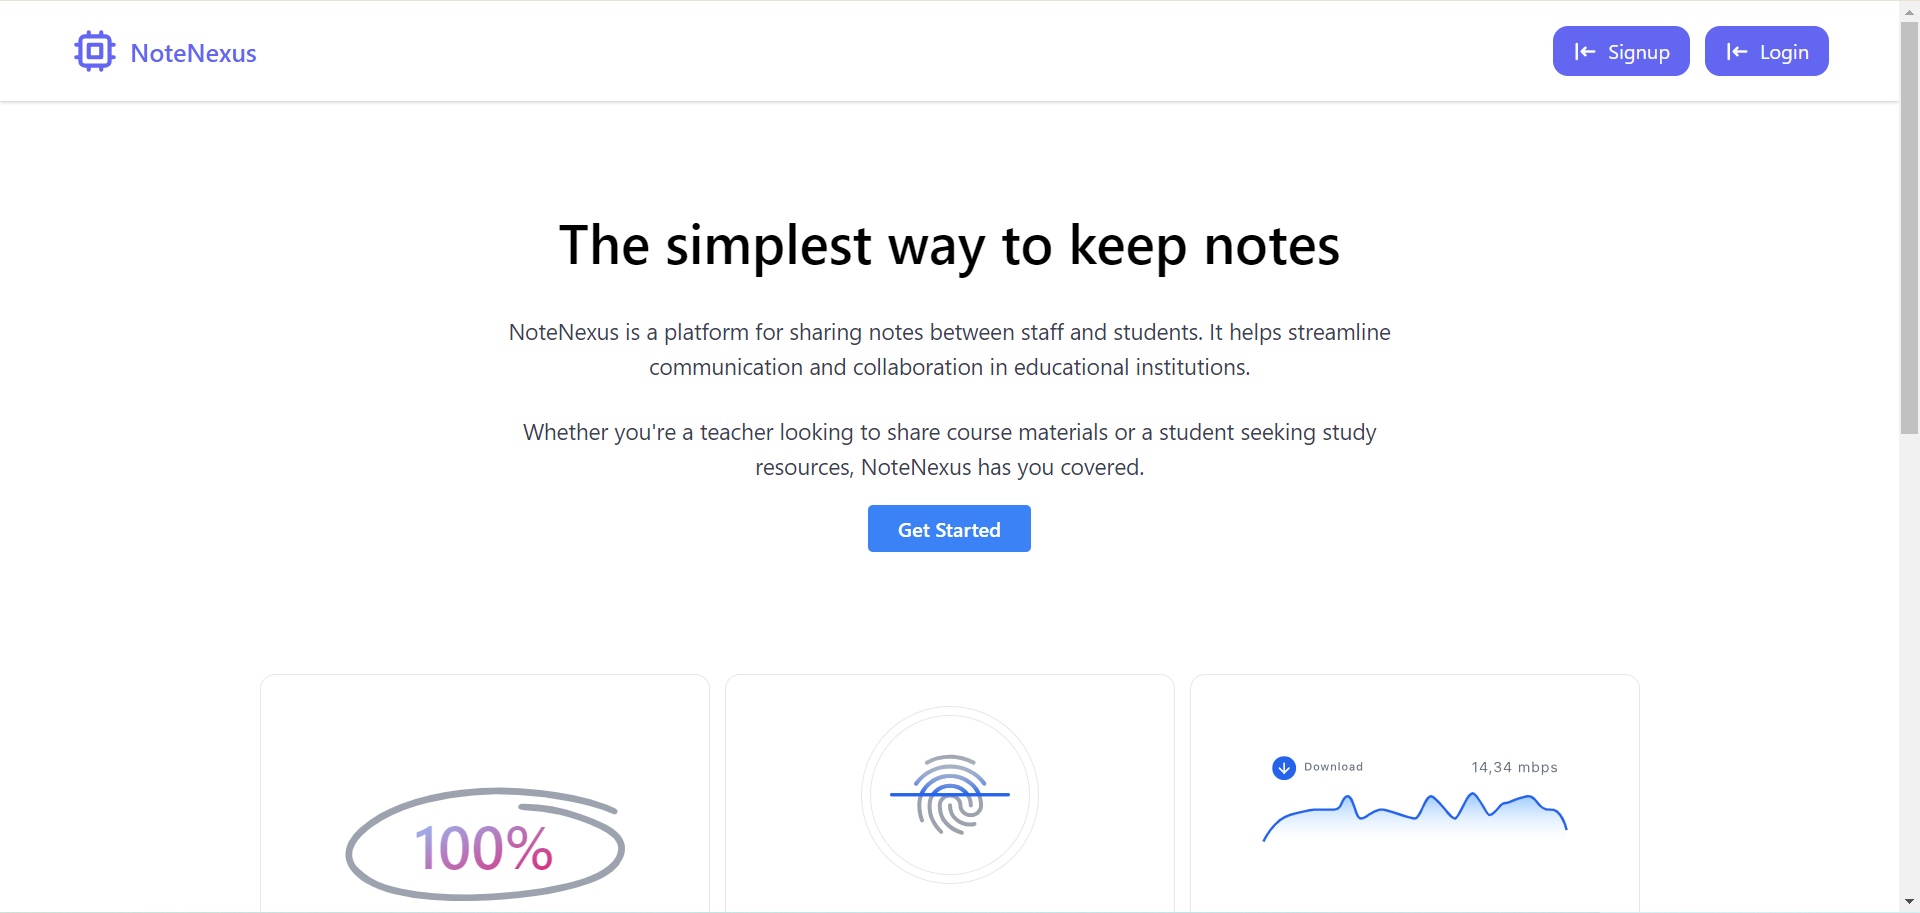 NoteNexus
Signup
Login
The simplest way to keep notes
NoteNexus is a platform for sharing notes between staff and students. It helps streamline
communication and collaboration in educational institutions.
Whether you're a teacher looking to share course materials or a student seeking study
resources, NoteNexus has you covered.
Get Started
100%
Download
14,34 mbps